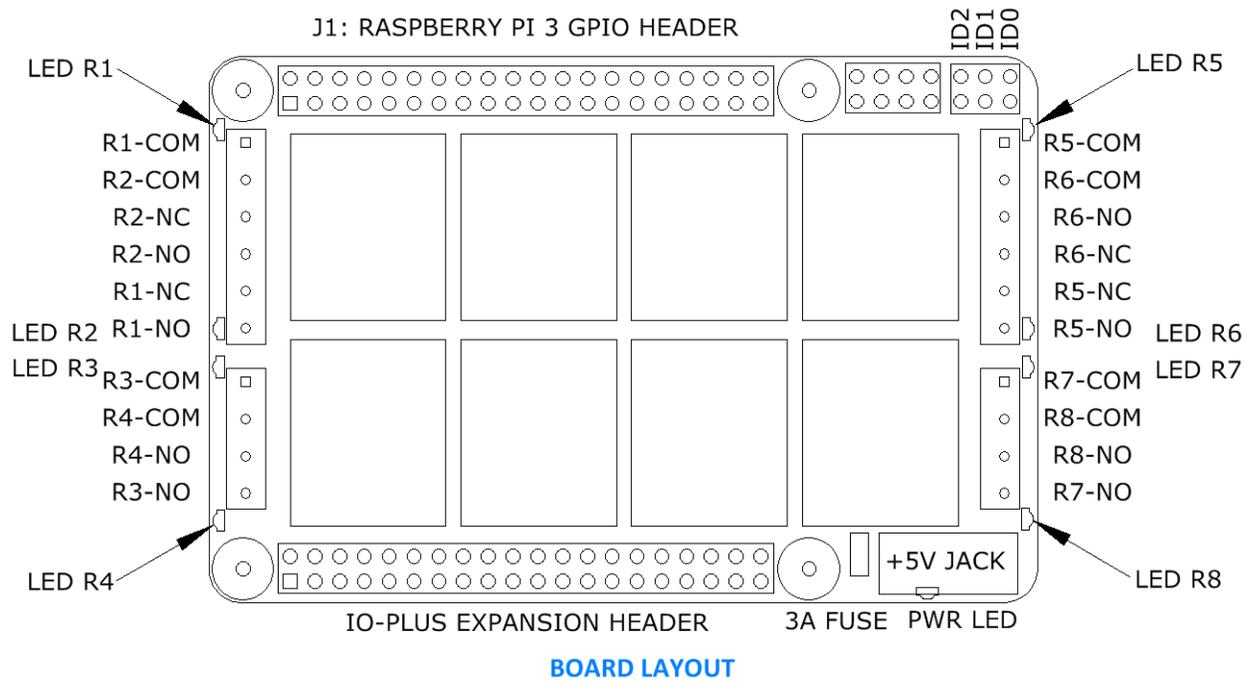 J1: RASPBERRY PI 3 GPIO HEADER
ID2
ID1
ID0
LED R1
LED R5
R1-COM
R2-COM
R2-NC
R2-NO
R1-NC
LED R2 R1-NO
LED R3
R3-COM
R4-COM
R4-NO
R3-NO
LED R4
R5-COM
R6-COM
R6-NO
R6-NC
R5-NC
R5-NO LED R6
R7-COM LED R7
R8-COM
R8-NO
R7-NO
+5V JACK
LED R8
IO-PLUS EXPANSION HEADER
3A FUSE PWR LED
BOARD LAYOUT